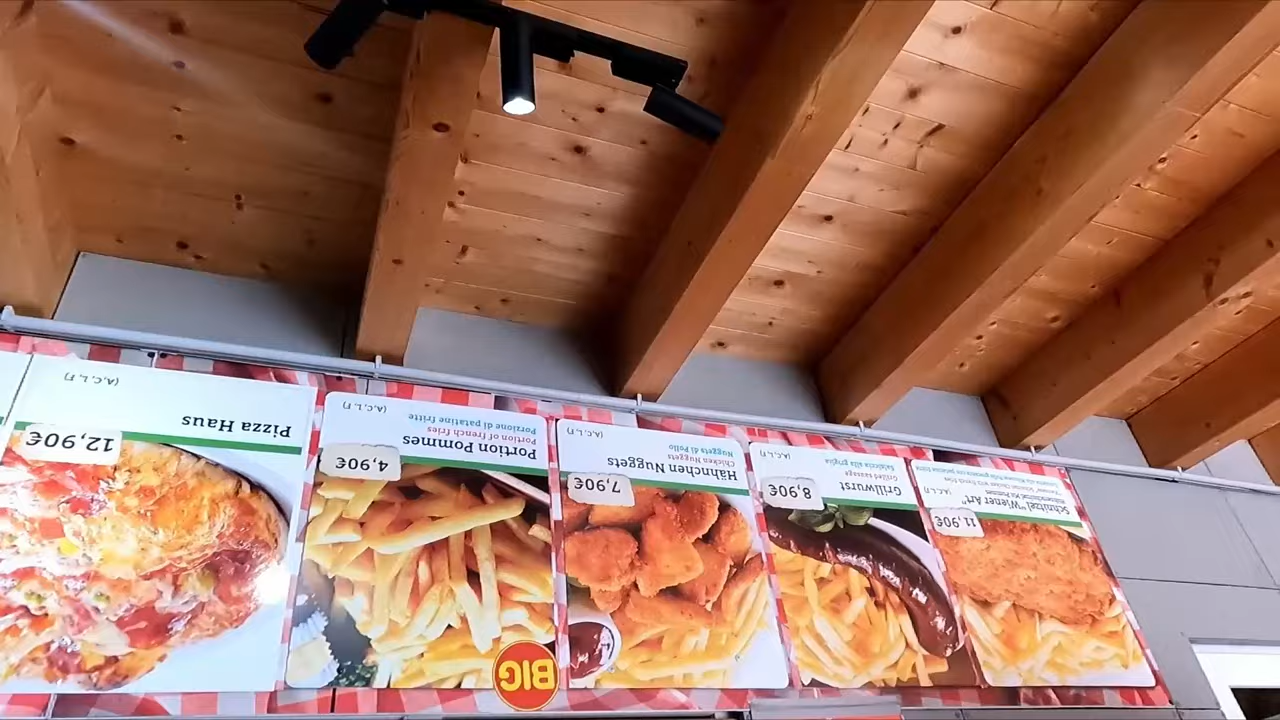 Schnitzel "Wiener Art"
11,90€
(A,C,L,F)
Grillwurst
Grilled sausage
Salsiccia alla griglia
8,90€
(A,C,L,F)
Hähnchen Nuggets
Chicken Nuggets
Nuggets di Pollo
7,90€
(A,C,L,F)
BIG
Portion Pommes
Portion of french fries
Porzione di patatine fritte
4,90€
(A,C,L,F)
Pizza Haus
12,90€
(A,C,L,F)